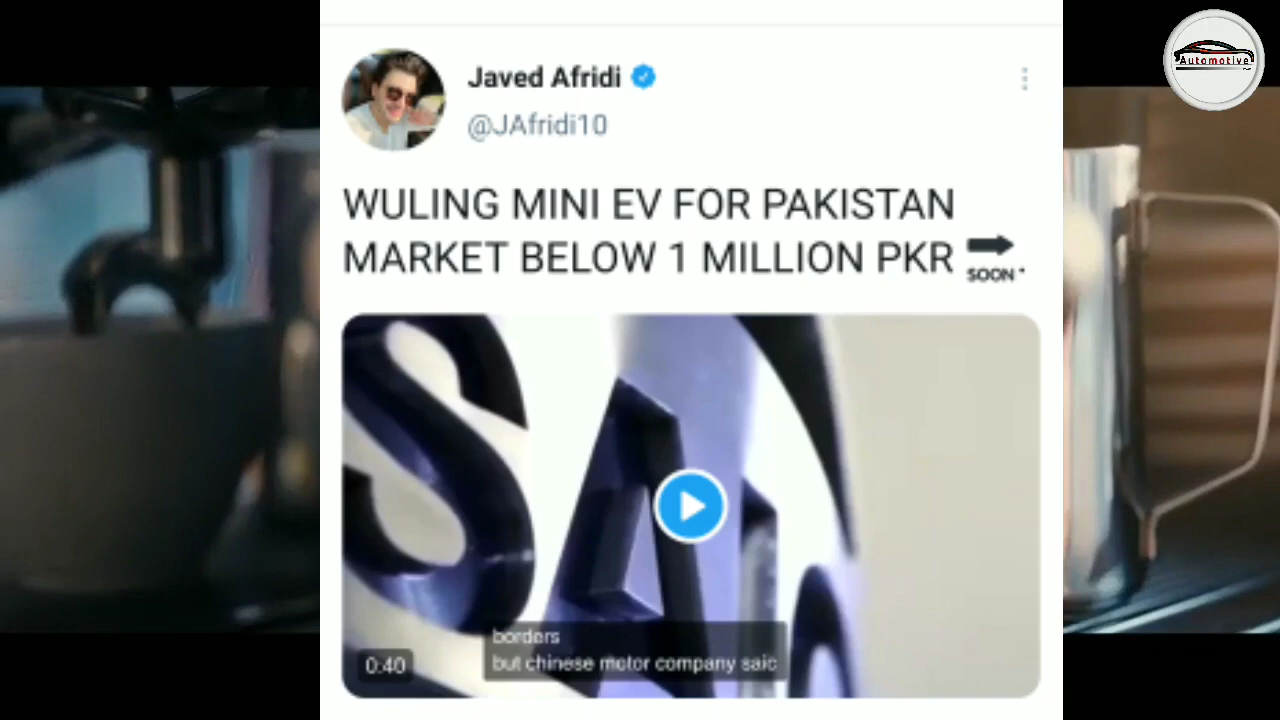 Automotive
Javed Afridi
@JAfridi10
WULING MINI EV FOR PAKISTAN
MARKET BELOW 1 MILLION PKR
SOON
SAIC
borders
but chinese motor company saic
0:40